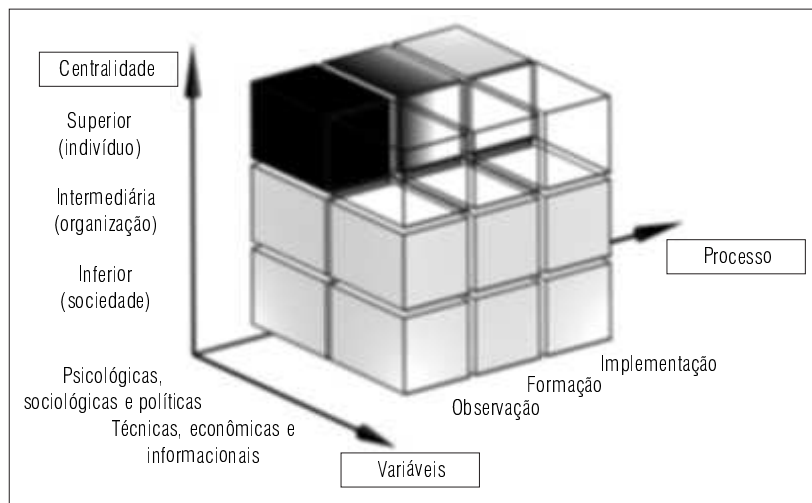 Centralidade
Superior
(indivíduo)
Intermediária
(organização)
Inferior
(sociedade)
Processo
Implementação
Formação
Observação
Psicológicas,
sociológicas e políticas
Técnicas, econômicas e
informacionais
Variáveis